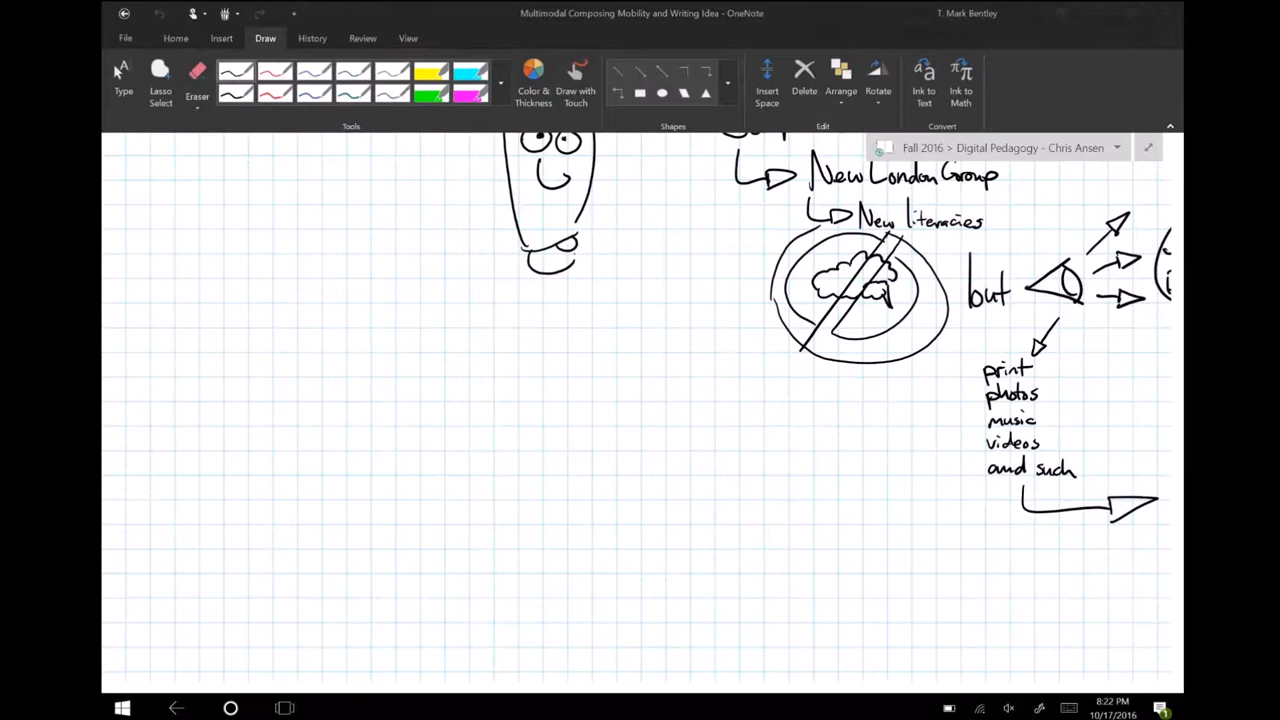 Multimodal Composing Mobility and Writing Idea - OneNote
T. Mark Bentley
File Home Insert Draw History Review View
Type
Lasso Select
Eraser
Color & Thickness
Draw with Touch
Insert Space
Delete
Arrange
Rotate
Ink to Text
Ink to Math
Tools
Shapes
Edit
Convert
Fall 2016 > Digital Pedagogy - Chris Ansen
New London Group
New literacies
but
print
photos
music
videos
and such
8:22 PM
10/17/2016
1